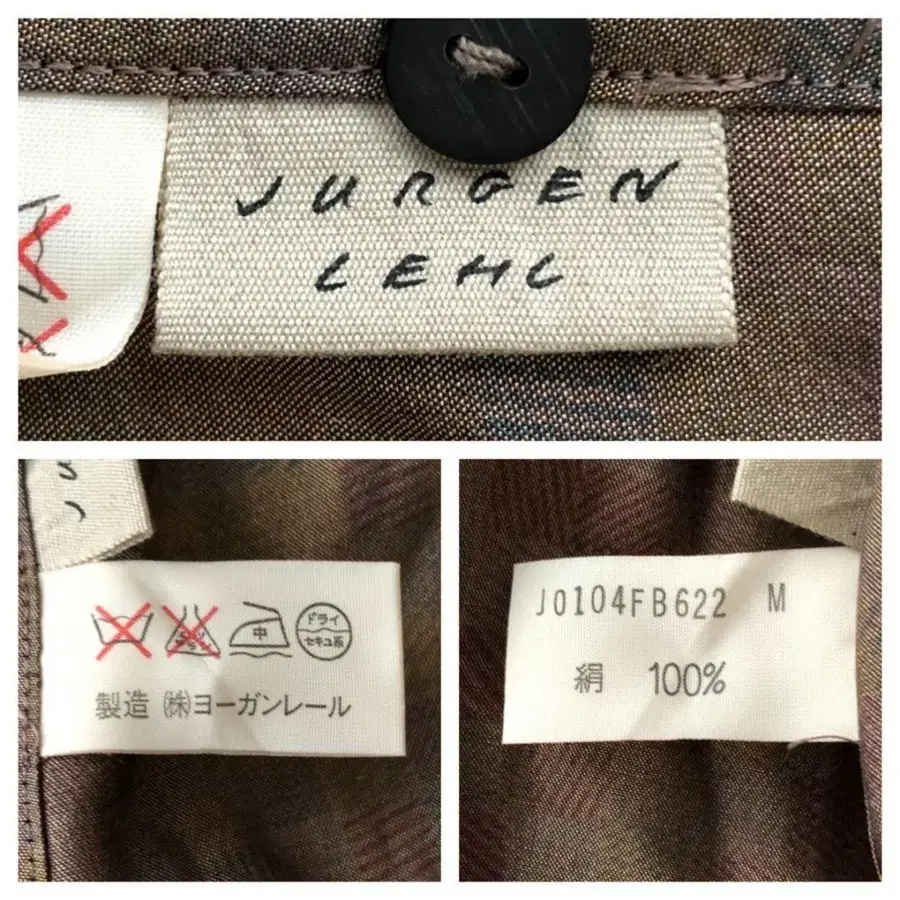 JURGEN
LEHL
中
ドライ
セキユ系
製造 ㈱ヨーガンレール
J0104FB622 M
絹 100%